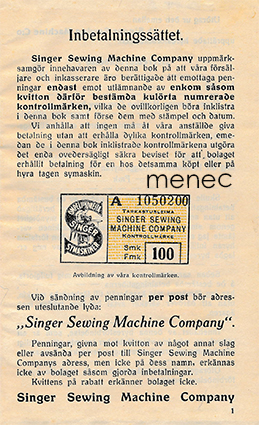 Inbetalningssättet.
Singer Sewing Machine Company uppmärk-
samgör innehavaren av denna bok på att våra försäl-
jare och inkasserare äro berättigade att emottaga pen-
ningar endast emot utlämnande av enkom såsom
kvitton därför bestämda kulörta numrerade
kontrollmärken, vilka de ovillkorligen böra inklistra
i denna bok samt förse dem med stämpel och datum.
Vi anhålla att ingen må åt våra anställde giva
betalning utan att erhålla dylika kontrollmärken, eme-
dan de i denna bok inklistrade kontrollmärkena utgöra
det enda ovedersägligt säkra beviset för att bolaget
erhållit betalning för en hos detsamma köpt eller på
hyra tagen symaskin.
menec
A 1050200
TARKASTUSLEIMA
SINGER SEWING
MACHINE COMPANY
KONTROLLMÄRKE
Smk
Fmk 100
SINGER
Avbildning av våra kontrollmärken.
Vid sändning av penningar per post bör adres-
sen uteslutande lyda:
„Singer Sewing Machine Company“.
Penningar, givna mot kvitton av något annat slag
eller avsända per post till Singer Sewing Machine
Companys adress, men icke på dess namn, erkännas
icke av bolaget såsom gjorda inbetalningar.
Kvittens på rabatt erkänner bolaget icke.
Singer Sewing Machine Company
1